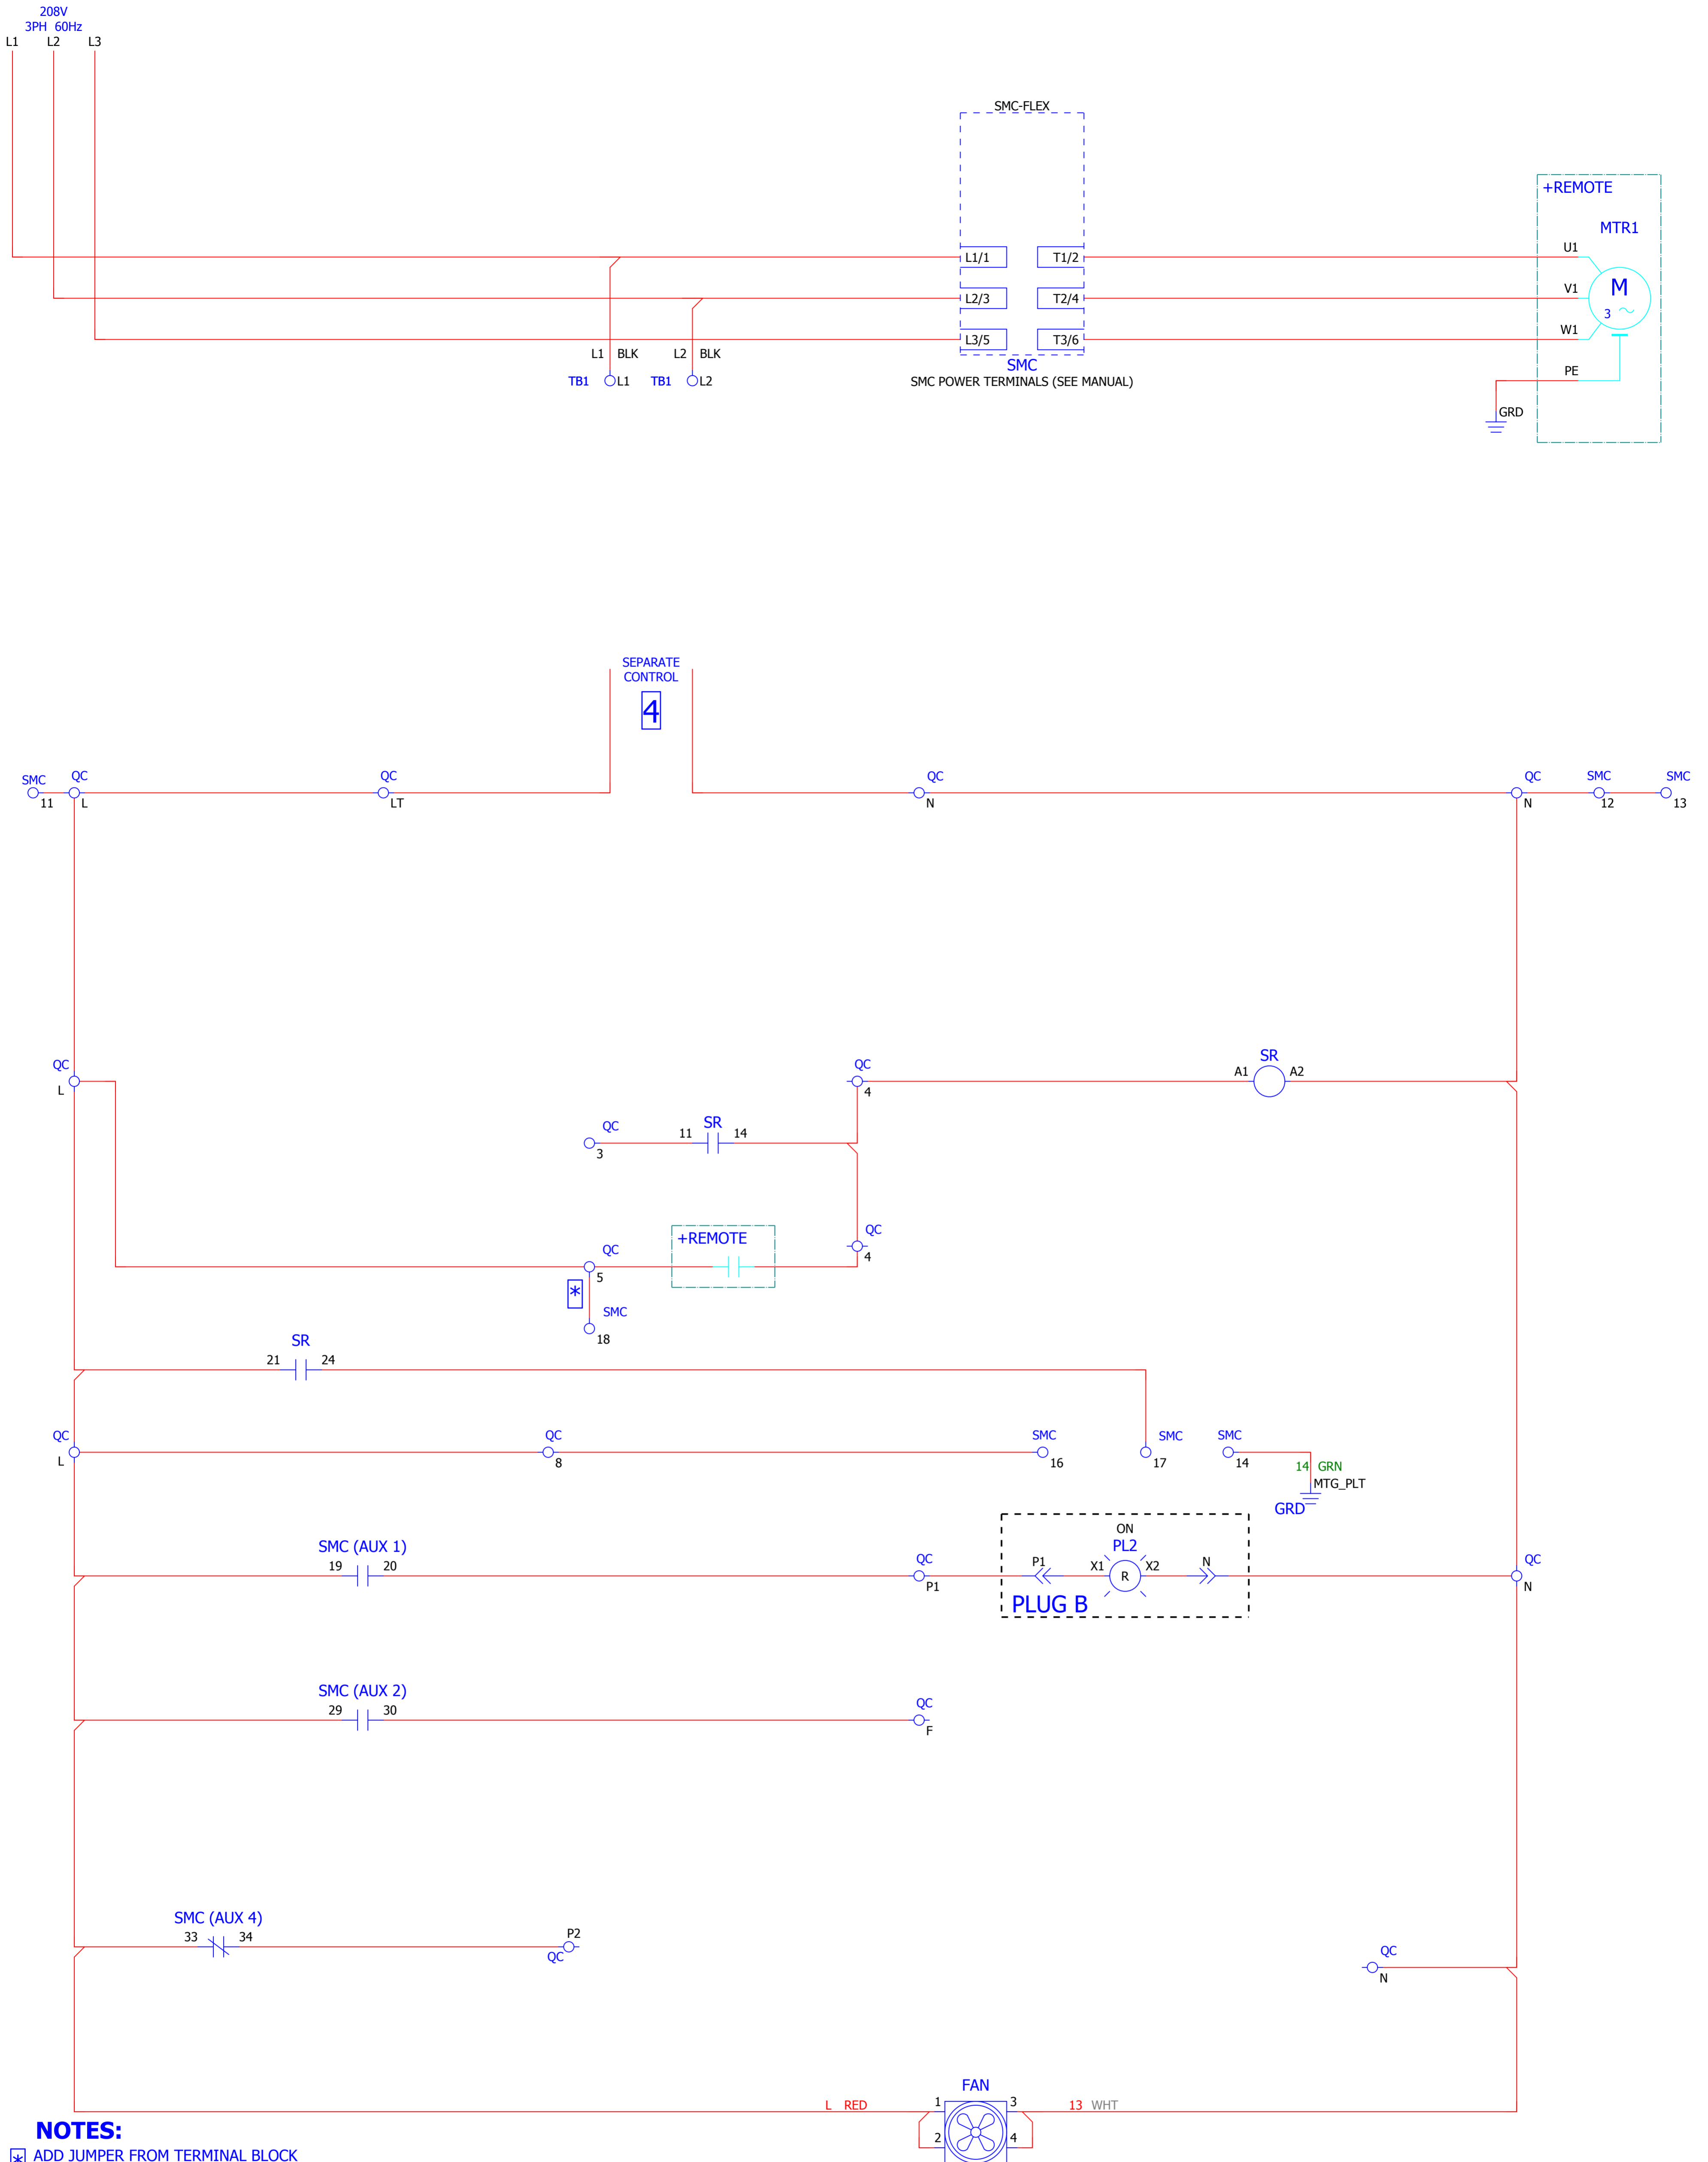 208V
3PH 60Hz
L1 L2 L3
SMC-FLEX
+REMOTE
MTR1
L1/1 T1/2 U1
L2/3 T2/4 V1 M
3
L3/5 T3/6 W1
L1 BLK L2 BLK
SMC
PE
TB1 L1 TB1 L2
SMC POWER TERMINALS (SEE MANUAL)
GRD
SEPARATE
CONTROL
4
SMC QC QC QC QC SMC SMC
11 L LT N N 12 13
QC QC SR
A1 A2
L 4
QC SR
11 14
3
QC
+REMOTE
QC 4
5
*
SMC
18
SR
21 24
QC QC SMC SMC SMC
L 8 16 17 14
14 GRN
MTG_PLT
GRD
ON
SMC (AUX 1) PL2
19 20 QC P1 X1 R X2 N QC
P1 N
PLUG B
SMC (AUX 2)
29 30 QC
F
SMC (AUX 4)
33 34 P2
QC QC
N
FAN
L RED 1 3 13 WHT
NOTES:
2 4
* ADD JUMPER FROM TERMINAL BLOCK